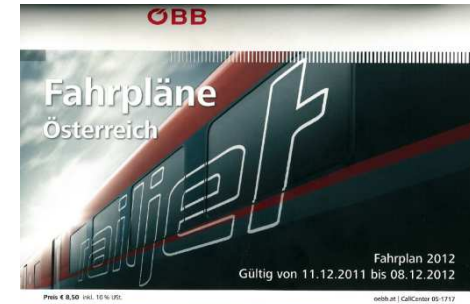 ÖBB
Fahrpläne
Österreich
railjet
Fahrplan 2012
Gültig von 11.12.2011 bis 08.12.2012
Preis € 8,50 inkl. 10 % USt.
oebb.at | CallCenter 05-1717